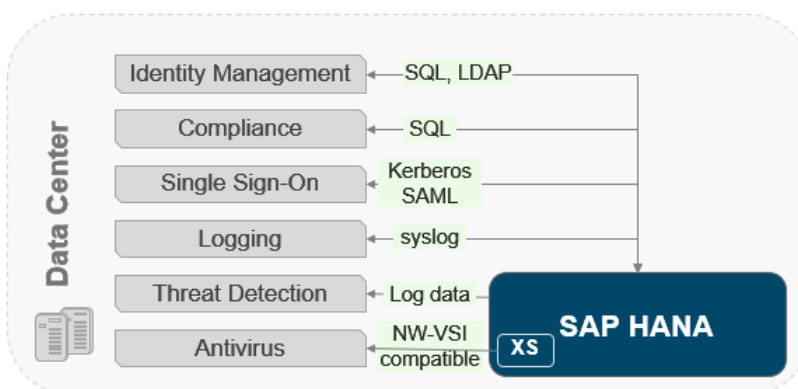 Data Center
Identity Management
SQL, LDAP
Compliance
SQL
Single Sign-On
Kerberos
SAML
Logging
syslog
Threat Detection
Log data
Antivirus
NW-VSI
compatible
XS
SAP HANA